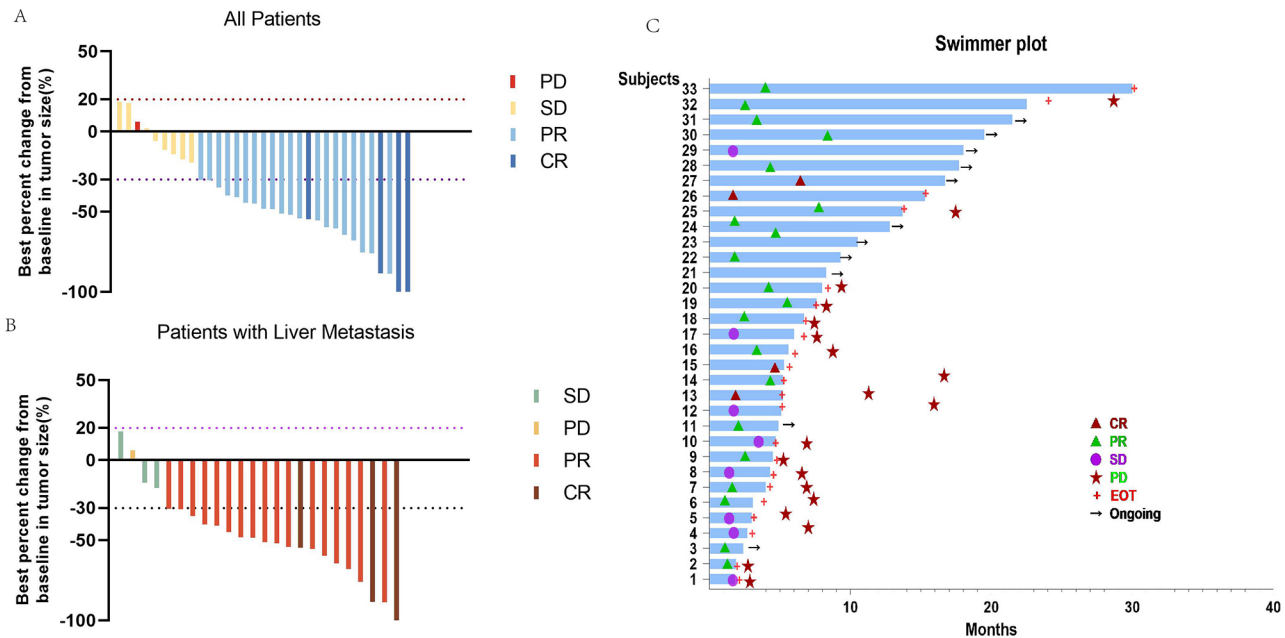 A
All Patients
Best percent change from
baseline in tumor size(%)
50
20
-0
-30
-50
-100
PD
SD
PR
CR
B
Patients with Liver Metastasis
Best percent change from
baseline in tumor size(%)
50
20
0
-30
-50
-100
SD
PD
PR
CR
C
Swimmer plot
Subjects
33
32
31
30
29
28
27
26
25
24
23
22
21
20
19
18
17
16
15
14
13
12
11
10
9
8
7
6
5
4
3
2
1
CR
PR
SD
PD
EOT
Ongoing
10
20
30
40
Months